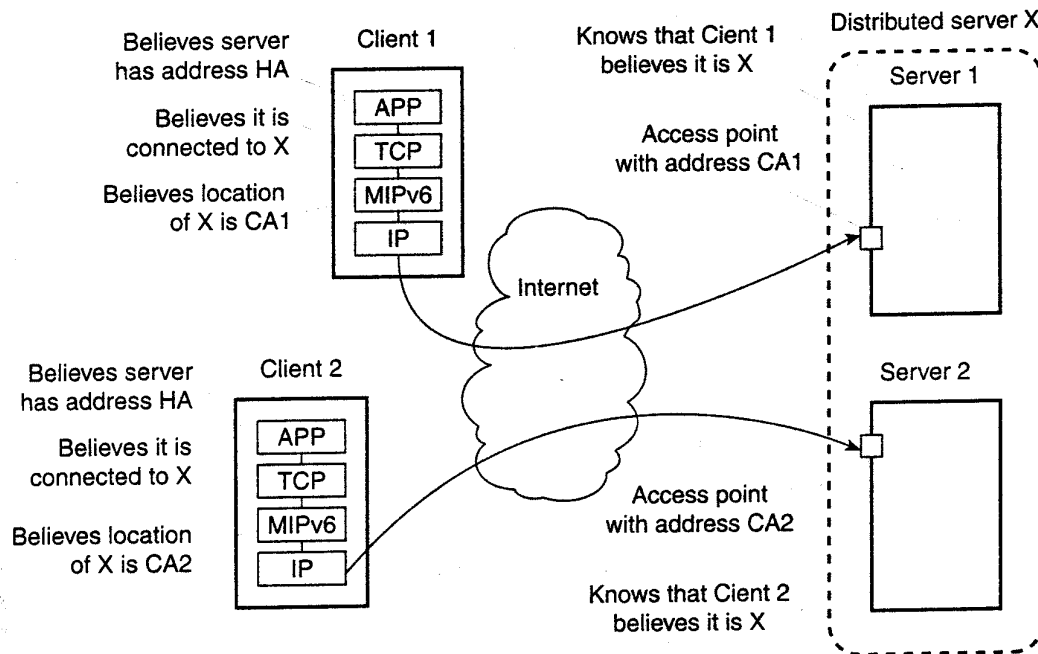 Distributed server X
Believes server
has address HA
Client 1
Knows that Cient 1
believes it is X
Server 1
APP
Believes it is
connected to X
TCP
Access point
with address CA1
Believes location
of X is CA1
MIPv6
IP
Internet
Client 2
Server 2
Believes server
has address HA
APP
Believes it is
connected to X
TCP
Access point
with address CA2
MIPv6
Believes location
of X is CA2
IP
Knows that Cient 2
believes it is X